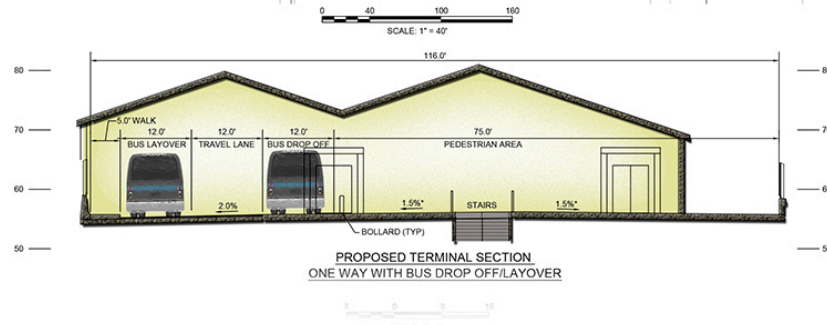 0 40 100 160
SCALE: 1" = 40'
116.0'
80 8
70 7
5.0' WALK
12.0' 12.0' 12.0' 75.0'
BUS LAYOVER TRAVEL LANE BUS DROP OFF PEDESTRIAN AREA
60 6
2.0% 1.5%* STAIRS 1.5%*
BOLLARD (TYP)
50 5
PROPOSED TERMINAL SECTION
ONE WAY WITH BUS DROP OFF/LAYOVER